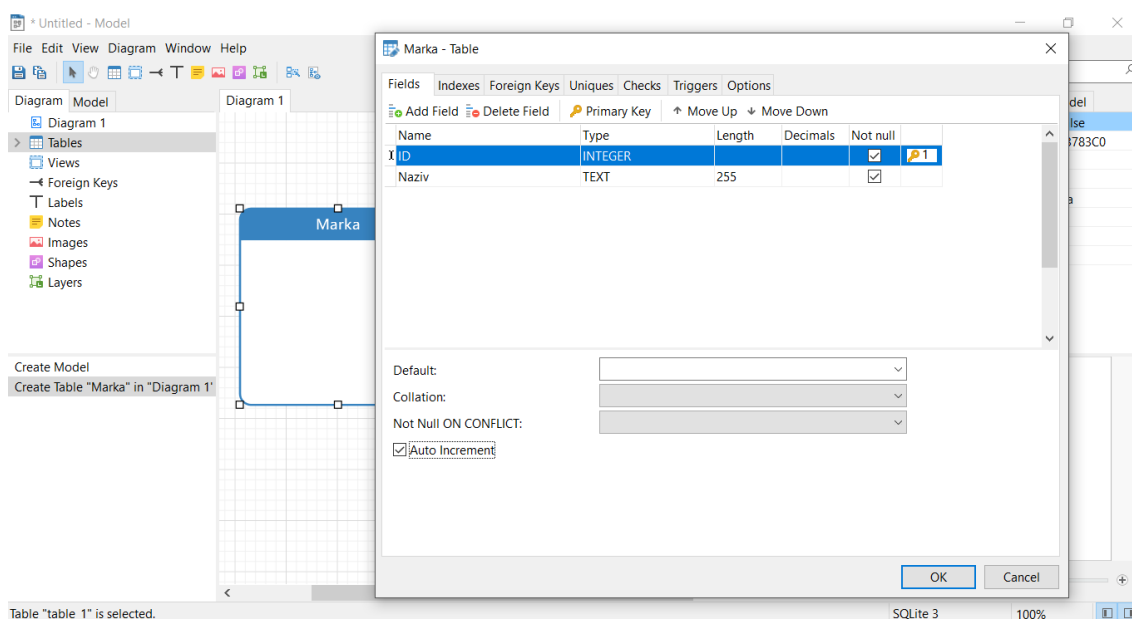 * Untitled - Model
File Edit View Diagram Window Help
Diagram Model
Diagram 1
Tables
Views
Foreign Keys
Labels
Notes
Images
Shapes
Layers
Create Model
Create Table "Marka" in "Diagram 1"
Diagram 1
Marka
Marka - Table
Fields Indexes Foreign Keys Uniques Checks Triggers Options
Add Field Delete Field Primary Key Move Up Move Down
Name Type Length Decimals Not null
ID INTEGER 1
Naziv TEXT 255
Default:
Collation:
Not Null ON CONFLICT:
Auto Increment
OK Cancel
Table "table_1" is selected.
SQLite 3 100%